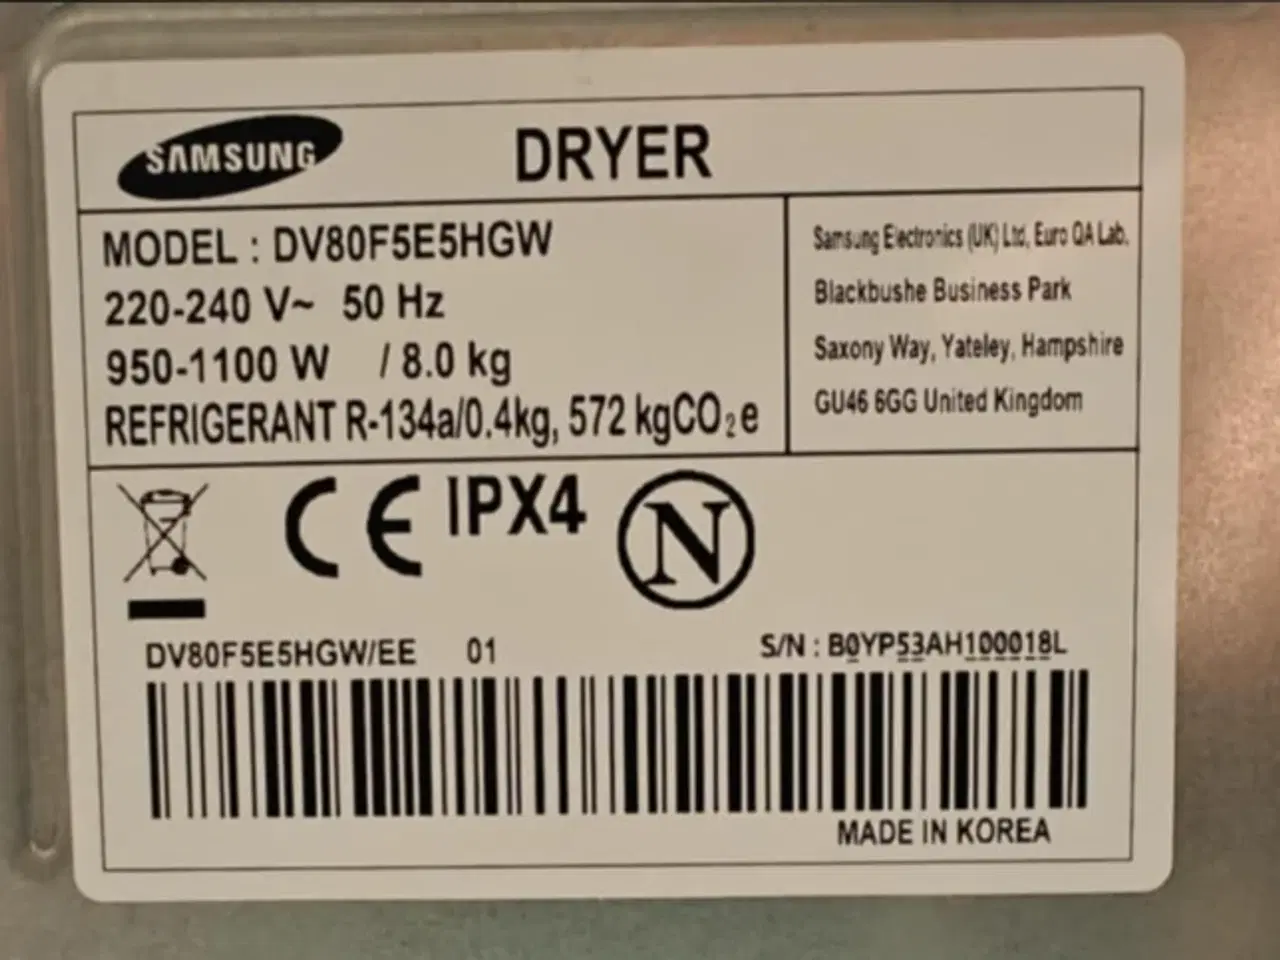 SAMSUNG DRYER
MODEL : DV80F5E5HGW
220-240 V~ 50 Hz
950-1100 W / 8.0 kg
REFRIGERANT R-134a/0.4kg, 572 kgCO₂e
Samsung Electronics (UK) Ltd, Euro QA Lab.
Blackbushe Business Park
Saxony Way, Yateley, Hampshire
GU46 6GG United Kingdom
CE IPX4 N
DV80F5E5HGW/EE 01 S/N : B0YP53AH100018L
MADE IN KOREA